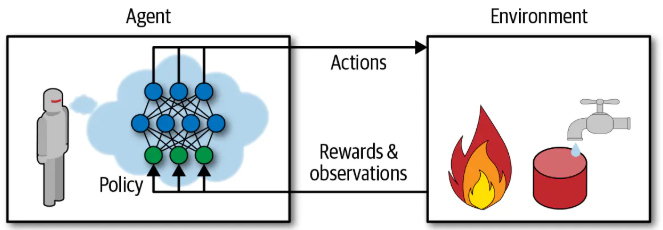 Agent
Environment
Actions
Rewards &
observations
Policy